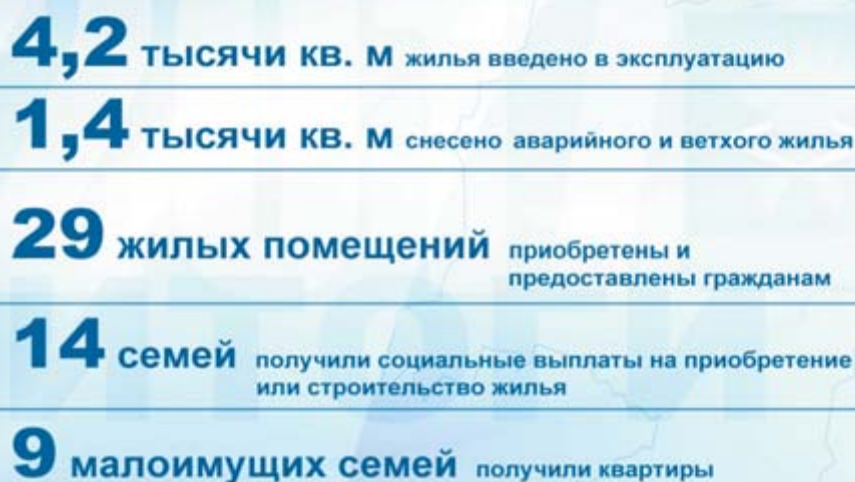 4,2 тысячи кв. м жилья введено в эксплуатацию
1,4 тысячи кв. м снесено аварийного и ветхого жилья
29 жилых помещений приобретены и
предоставлены гражданам
14 семей получили социальные выплаты на приобретение
или строительство жилья
9 малоимущих семей получили квартиры
ИТОГИ